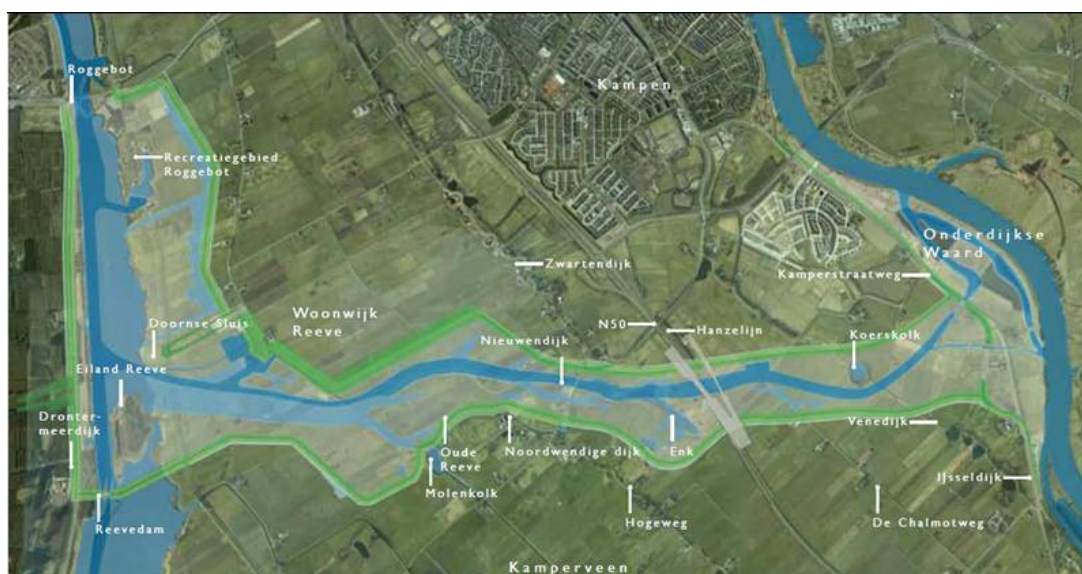 Roggebot
Kampen
Recreatiegebied
Roggebot
Onderdijkse
Waard
Zwartendijk
Kamperstraatweg
Woonwijk
Reeve
Doornse Sluis
N50
Hanzelijn
Nieuwendijk
Koerskolk
Eiland Reeve
Dronter-
meerdijk
Oude
Reeve
Noordwendige dijk
Enk
Venedijk
Molenkolk
IJsseldijk
Reevedam
Hogeweg
De Chalmotweg
Kamperveen